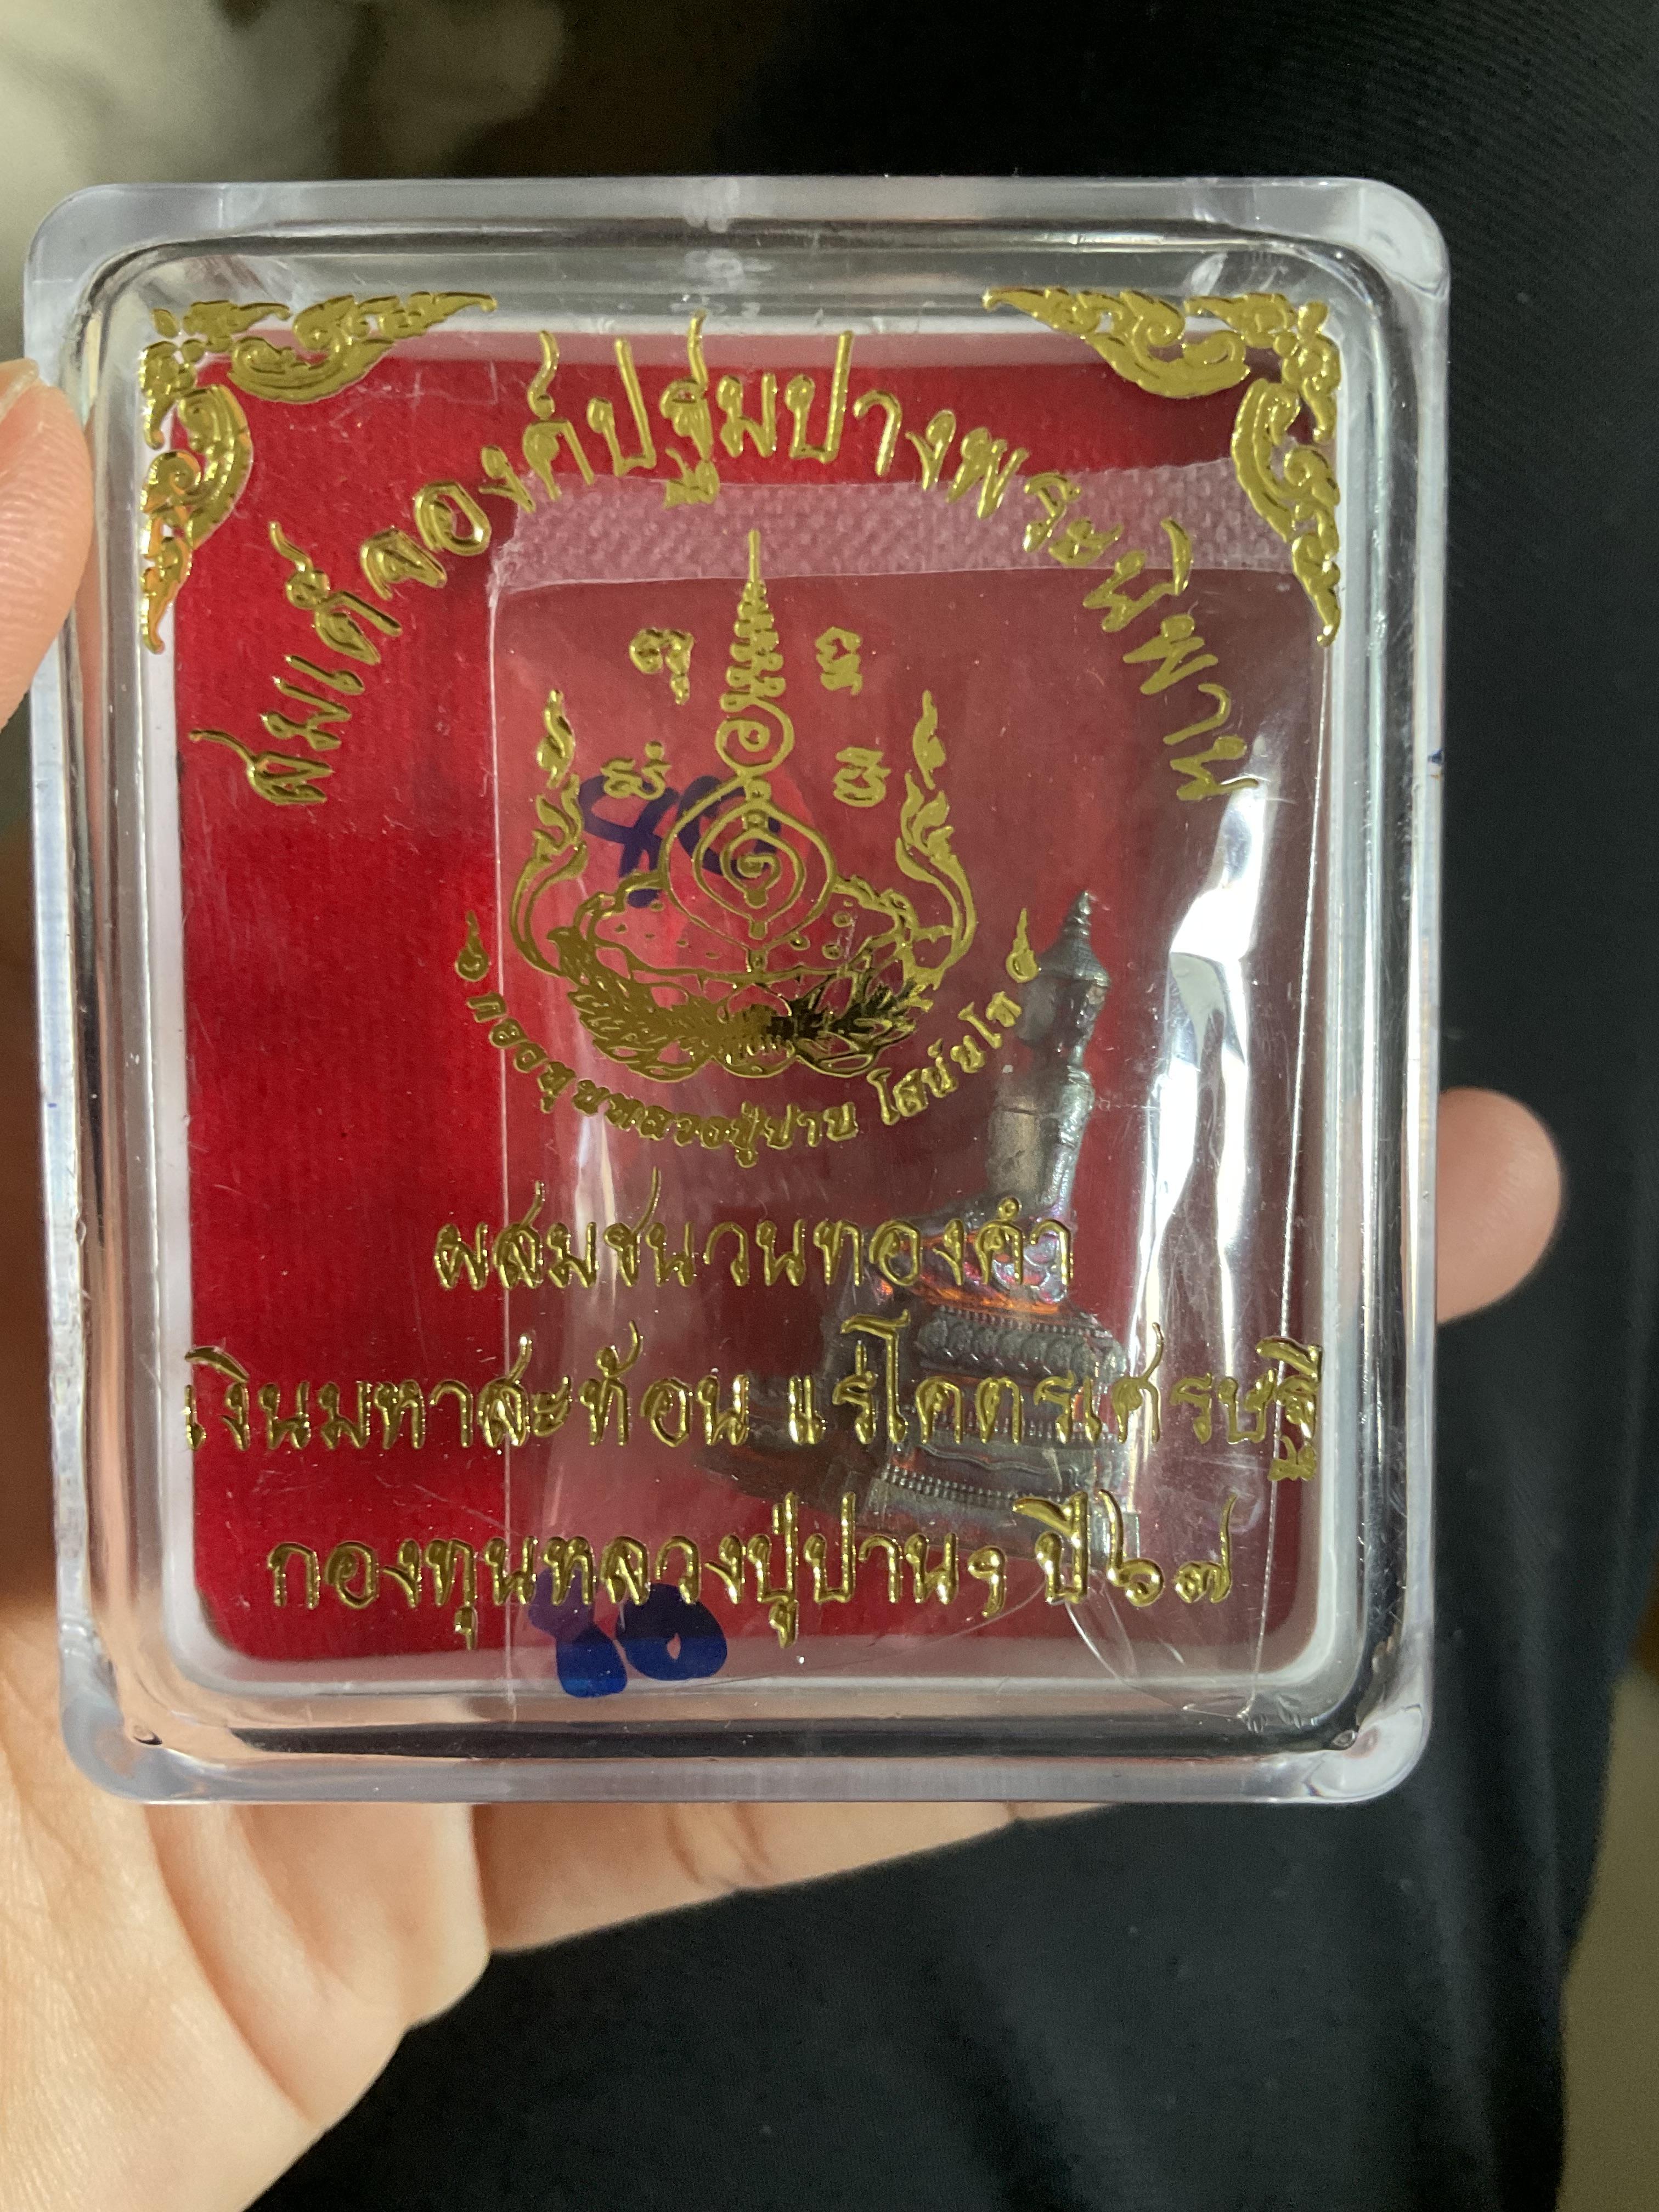 สมเด็จองค์ปฐมปางพระนิพพาน
กองทุนหลวงปู่ปาน โสนันโท
ผสมชนวนทองคำ
เงินมหาสะท้อน แร่โคตรเศรษฐี
กองทุนหลวงปู่ปานฯ ปี๖๗